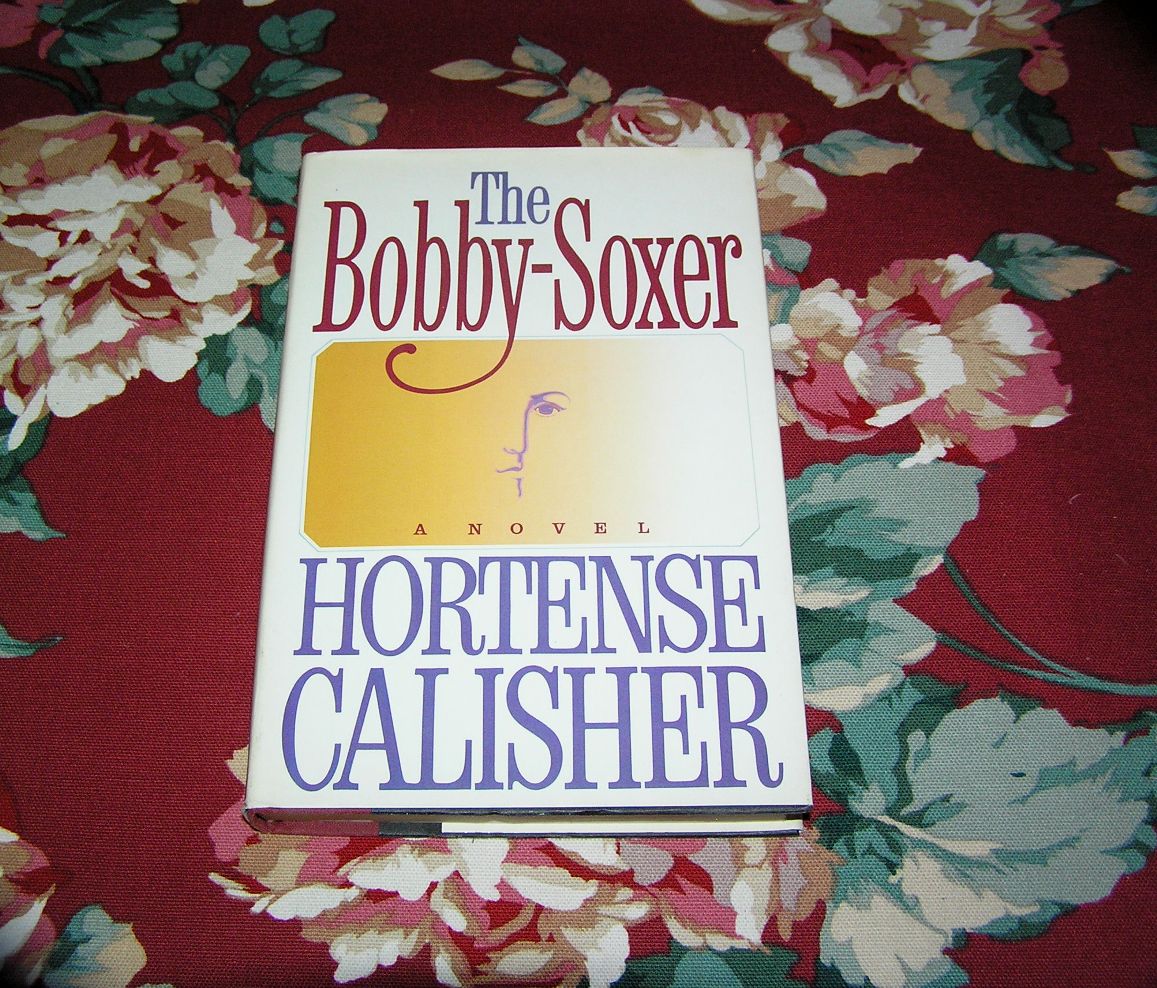 The
Bobby-Soxer
A NOVEL
HORTENSE
CALISHER